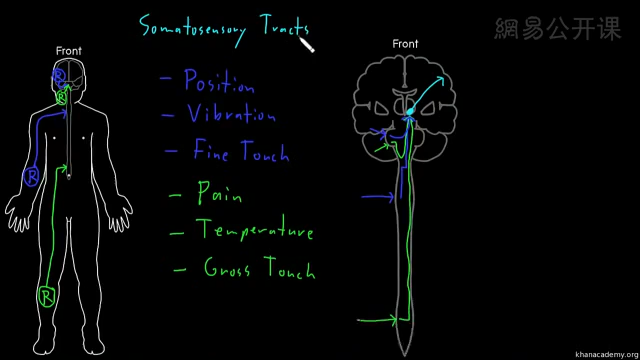 Somatosensory Tracts
網易公开课
Front
Front
R
R
- Position
- Vibration
- Fine Touch
R
- Pain
- Temperature
- Gross Touch
R
khanacademy.org